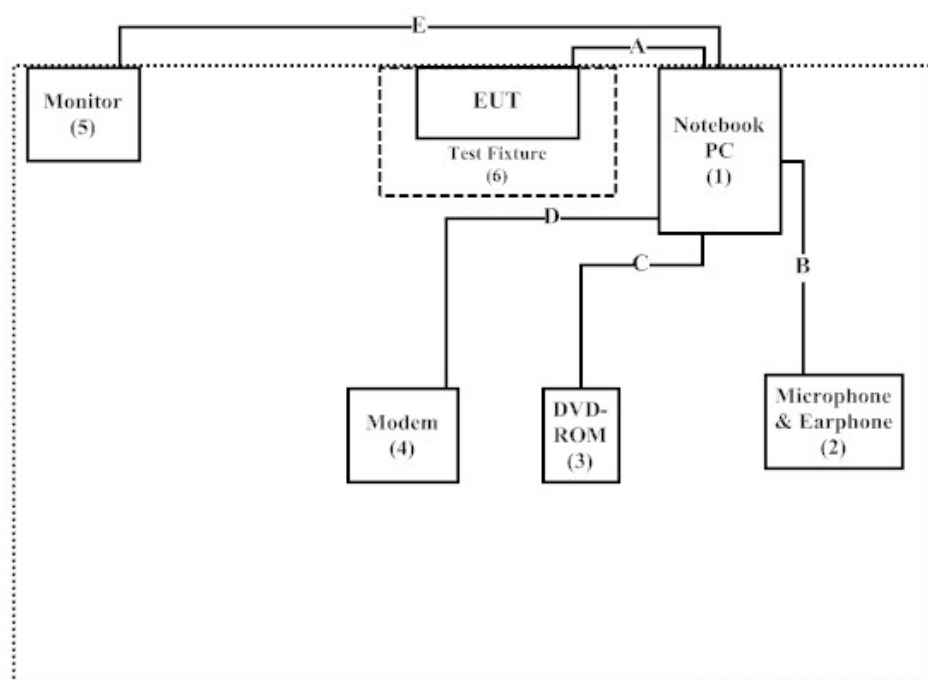 E
A
Monitor
(5)
EUT
Test Fixture
(6)
Notebook
PC
(1)
D
C
B
Modem
(4)
DVD-
ROM
(3)
Microphone
& Earphone
(2)